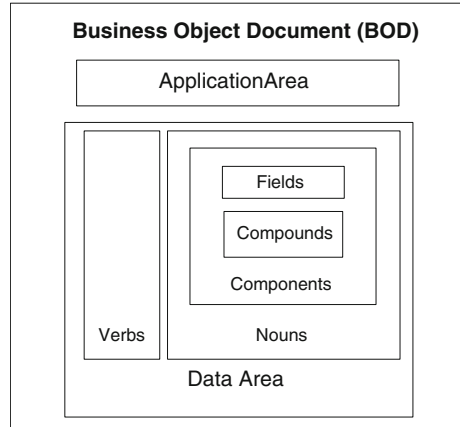 Business Object Document (BOD)
ApplicationArea
Fields
Compounds
Components
Verbs
Nouns
Data Area